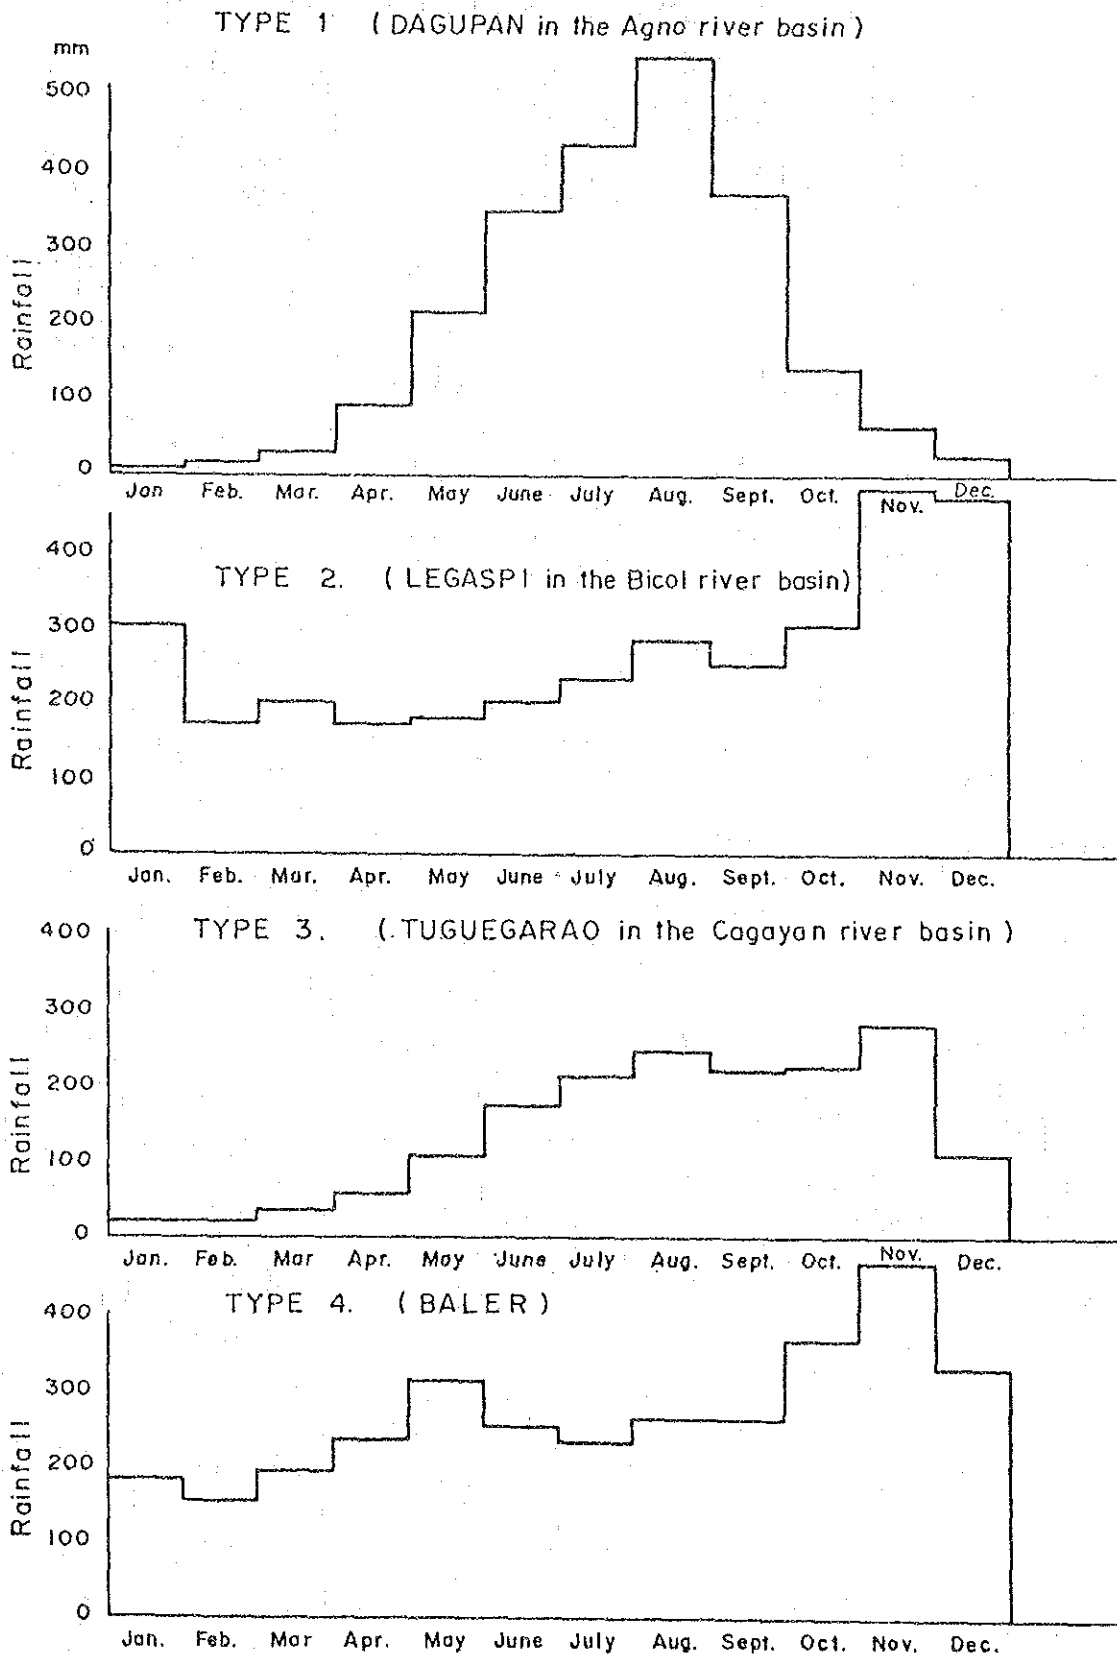 TYPE 1 (DAGUPAN in the Agno river basin)
mm
500
400
300
200
100
0
Rainfall
Jan Feb. Mar. Apr. May June July Aug. Sept. Oct. Nov. Dec.
400
300
200
100
0
Rainfall
TYPE 2. (LEGASPI in the Bicol river basin)
Jan. Feb. Mar. Apr. May June July Aug. Sept. Oct. Nov. Dec.
TYPE 3. (TUGUEGARAO in the Cagayan river basin)
400
300
200
100
0
Rainfall
Jan. Feb. Mar Apr. May June July Aug. Sept. Oct. Nov. Dec.
TYPE 4. (BALER)
400
300
200
100
0
Rainfall
Jan. Feb. Mar Apr. May June July Aug. Sept. Oct. Nov. Dec.